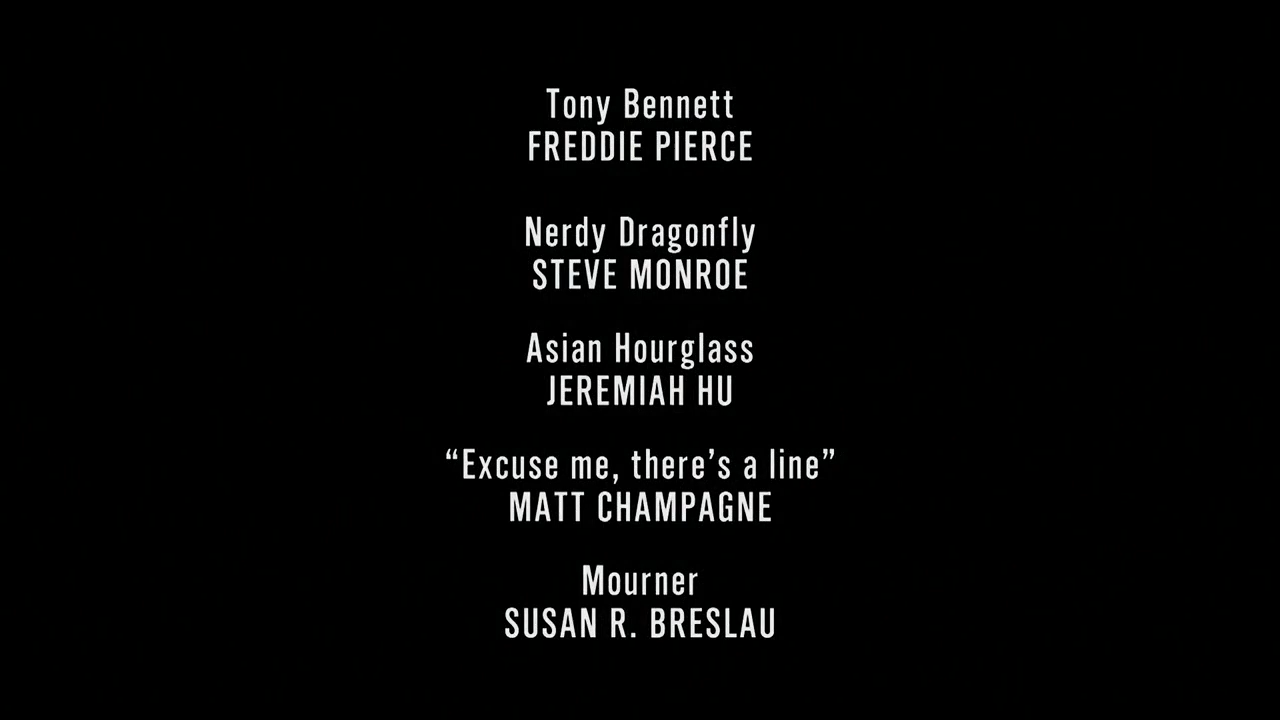 Tony Bennett
FREDDIE PIERCE
Nerdy Dragonfly
STEVE MONROE
Asian Hourglass
JEREMIAH HU
“Excuse me, there’s a line”
MATT CHAMPAGNE
Mourner
SUSAN R. BRESLAU